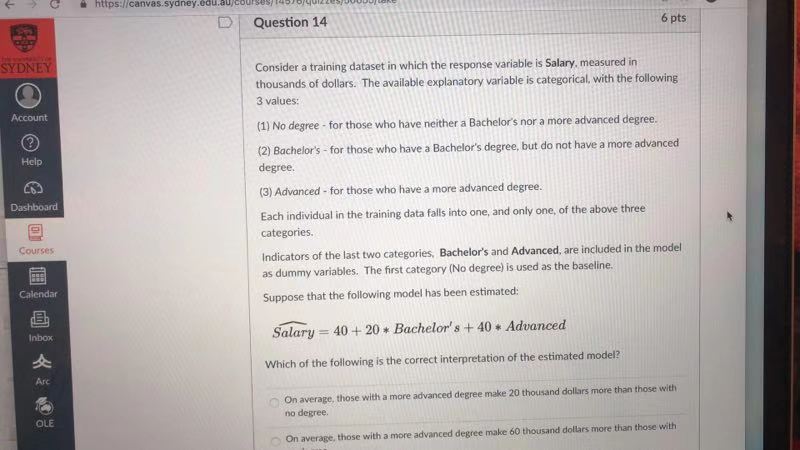 https://canvas.sydney.edu.au/courses/14576/quizzes/
Question 14
6 pts
SYDNEY
Account
Help
Dashboard
Courses
Calendar
Inbox
Arc
OLE
Consider a training dataset in which the response variable is Salary, measured in
thousands of dollars. The available explanatory variable is categorical, with the following
3 values:
(1) No degree - for those who have neither a Bachelor's nor a more advanced degree.
(2) Bachelor's - for those who have a Bachelor's degree, but do not have a more advanced
degree.
(3) Advanced - for those who have a more advanced degree.
Each individual in the training data falls into one, and only one, of the above three
categories.
Indicators of the last two categories, Bachelor's and Advanced, are included in the model
as dummy variables. The first category (No degree) is used as the baseline.
Suppose that the following model has been estimated:
Salary = 40 + 20 * Bachelor's + 40 * Advanced
Which of the following is the correct interpretation of the estimated model?
On average, those with a more advanced degree make 20 thousand dollars more than those with
no degree.
On average, those with a more advanced degree make 60 thousand dollars more than those with